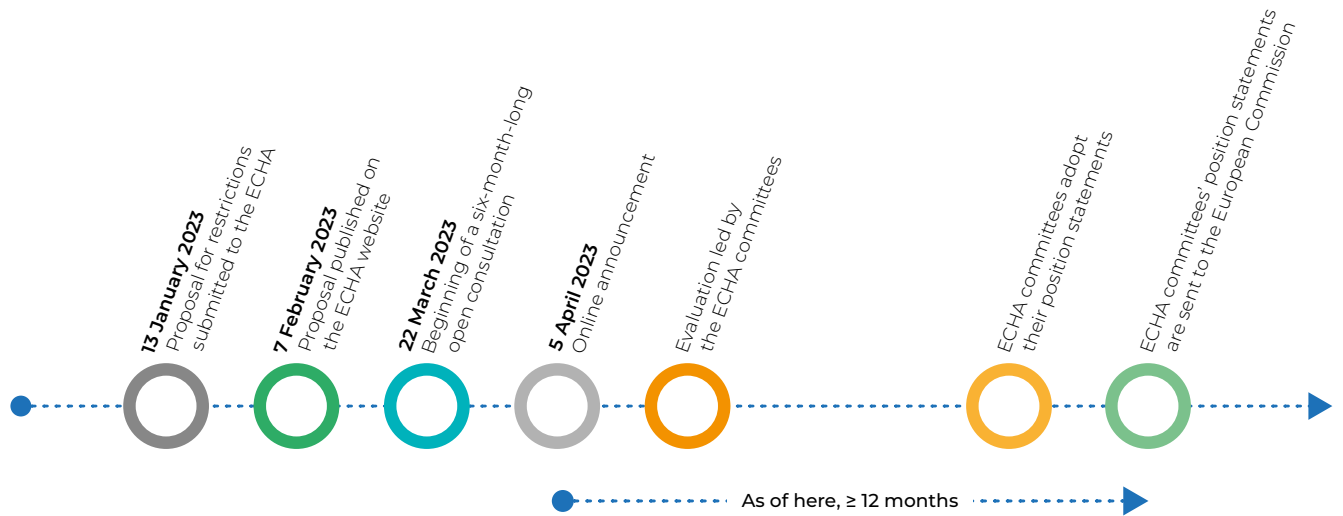 13 January 2023
Proposal for restrictions
submitted to the ECHA
7 February 2023
Proposal published on
the ECHA website
22 March 2023
Beginning of a six-month-long
open consultation
5 April 2023
Online announcement
Evaluation led by
the ECHA committees
ECHA committees adopt
their position statements
ECHA committees' position statements
are sent to the European Commission
As of here, ≥ 12 months